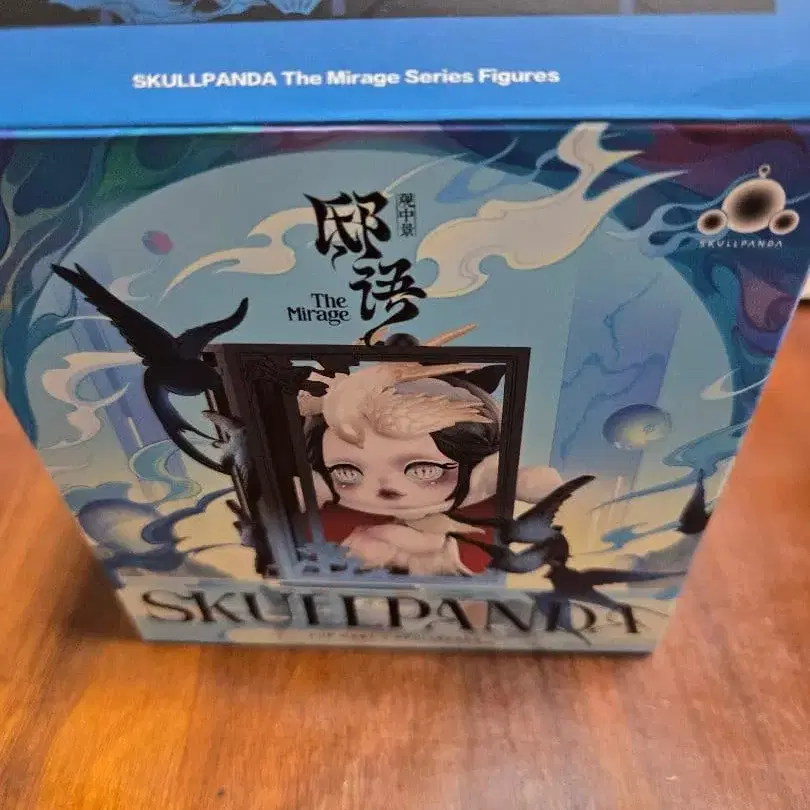 SKULLPANDA The Mirage Series Figures
邸语
观中景
The
Mirage
SKULLPANDA
SKULLPANDA